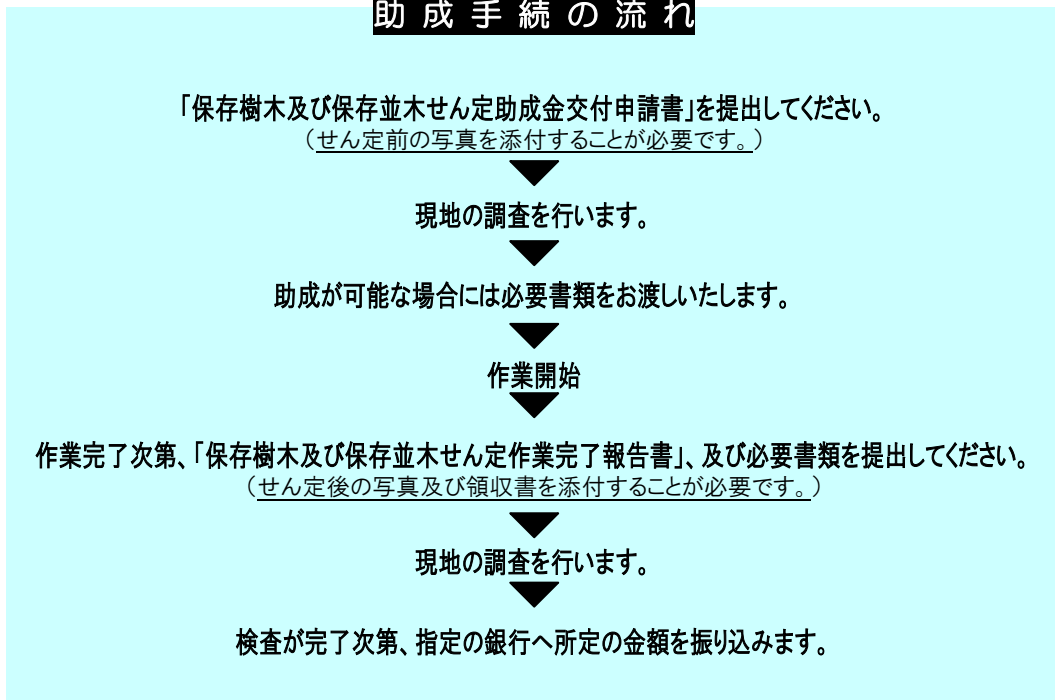 助成手続の流れ
「保存樹木及び保存並木せん定助成金交付申請書」を提出してください。
（せん定前の写真を添付することが必要です。）
現地の調査を行います。
助成が可能な場合には必要書類をお渡しいたします。
作業開始
作業完了次第、「保存樹木及び保存並木せん定作業完了報告書」、及び必要書類を提出してください。
（せん定後の写真及び領収書を添付することが必要です。）
現地の調査を行います。
検査が完了次第、指定の銀行へ所定の金額を振り込みます。